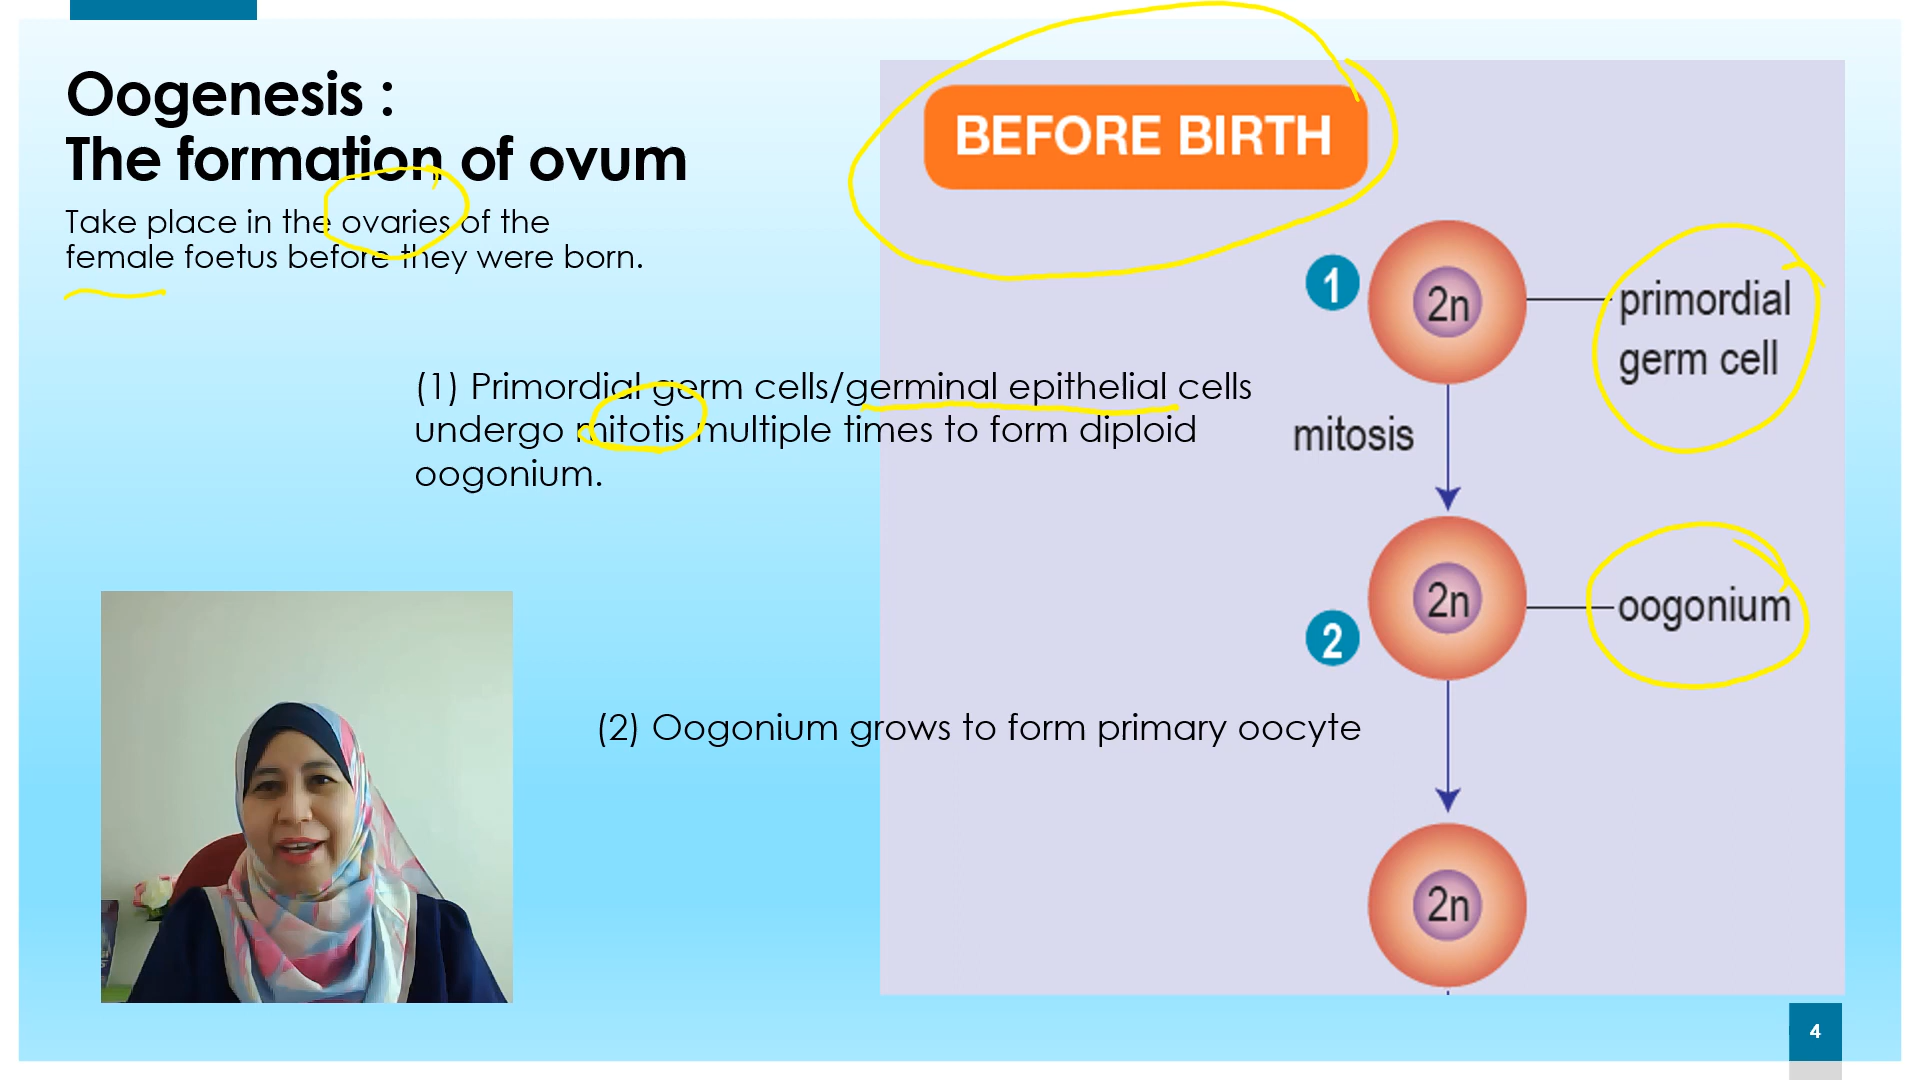 Oogenesis :
The formation of ovum
Take place in the ovaries of the
female foetus before they were born.
BEFORE BIRTH
1
2n
primordial
germ cell
(1) Primordial germ cells/germinal epithelial cells
undergo mitotis multiple times to form diploid
oogonium.
mitosis
2n
oogonium
2
(2) Oogonium grows to form primary oocyte
2n
4